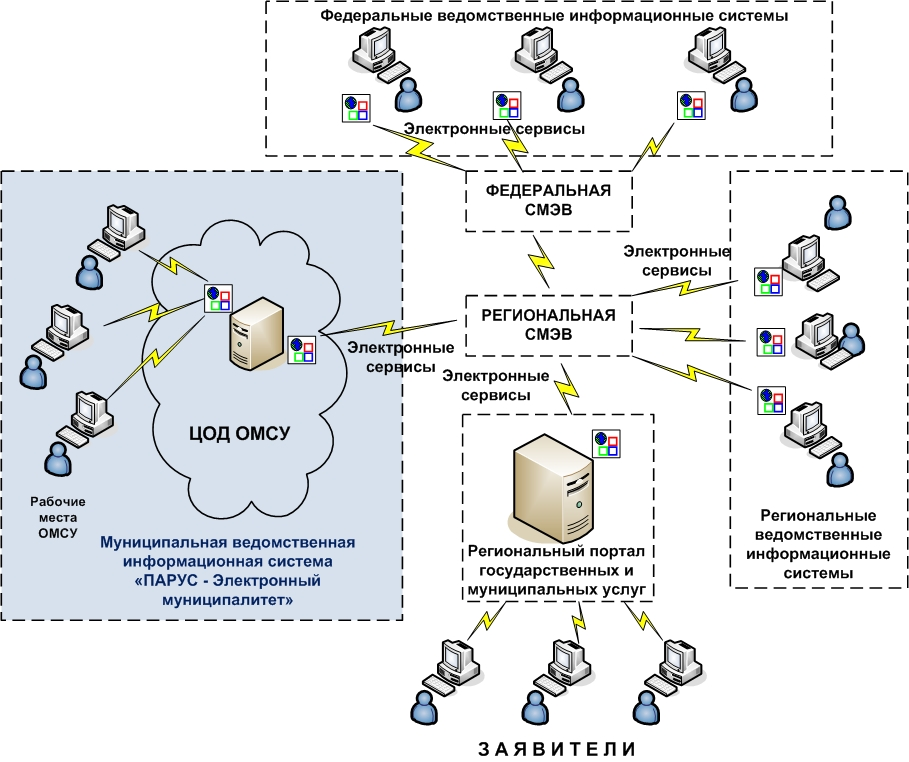 Федеральные ведомственные информационные системы
Электронные сервисы
ФЕДЕРАЛЬНАЯ
СМЭВ
Электронные
сервисы
РЕГИОНАЛЬНАЯ
СМЭВ
Электронные
сервисы
Электронные
сервисы
ЦОД ОМСУ
Рабочие
места
ОМСУ
Муниципальная ведомственная
информационная система
«ПАРУС - Электронный
муниципалитет»
Региональный портал
государственных и
муниципальных услуг
Региональные
ведомственные
информационные
системы
ЗАЯВИТЕЛИ